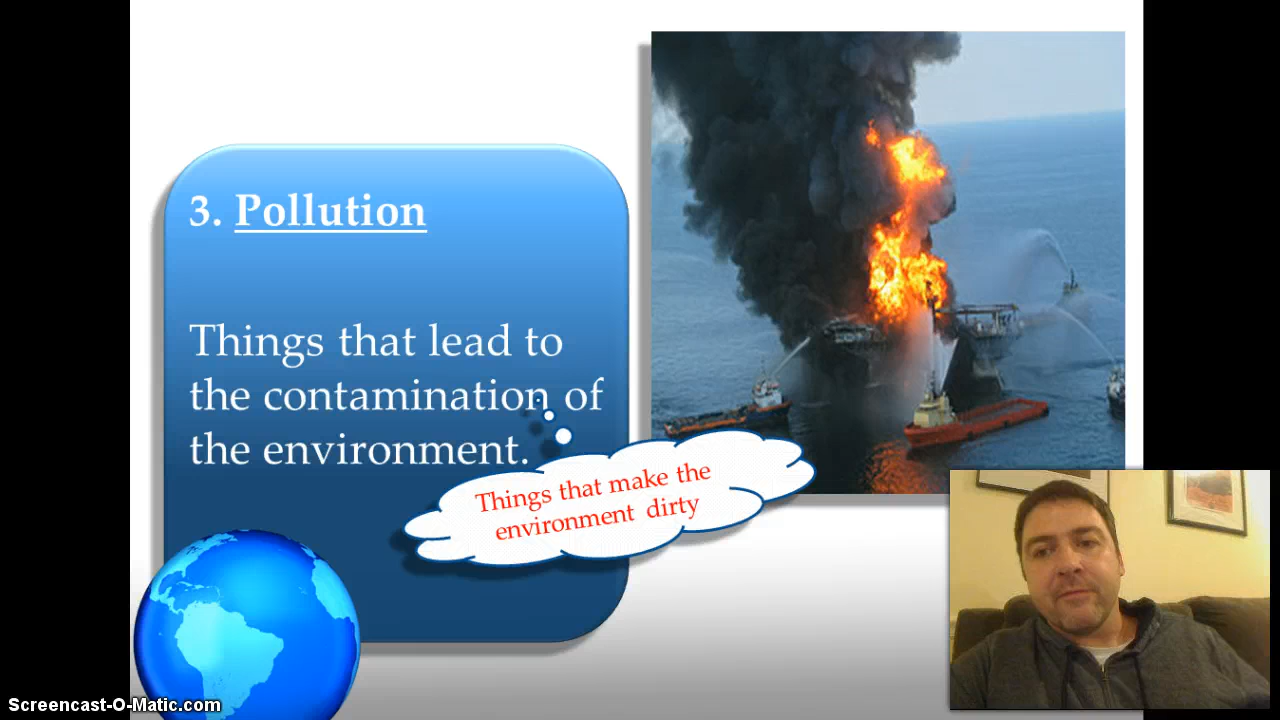 3. Pollution
Things that lead to
the contamination of
the environment.
Things that make the
environment dirty
Screencast-O-Matic.com